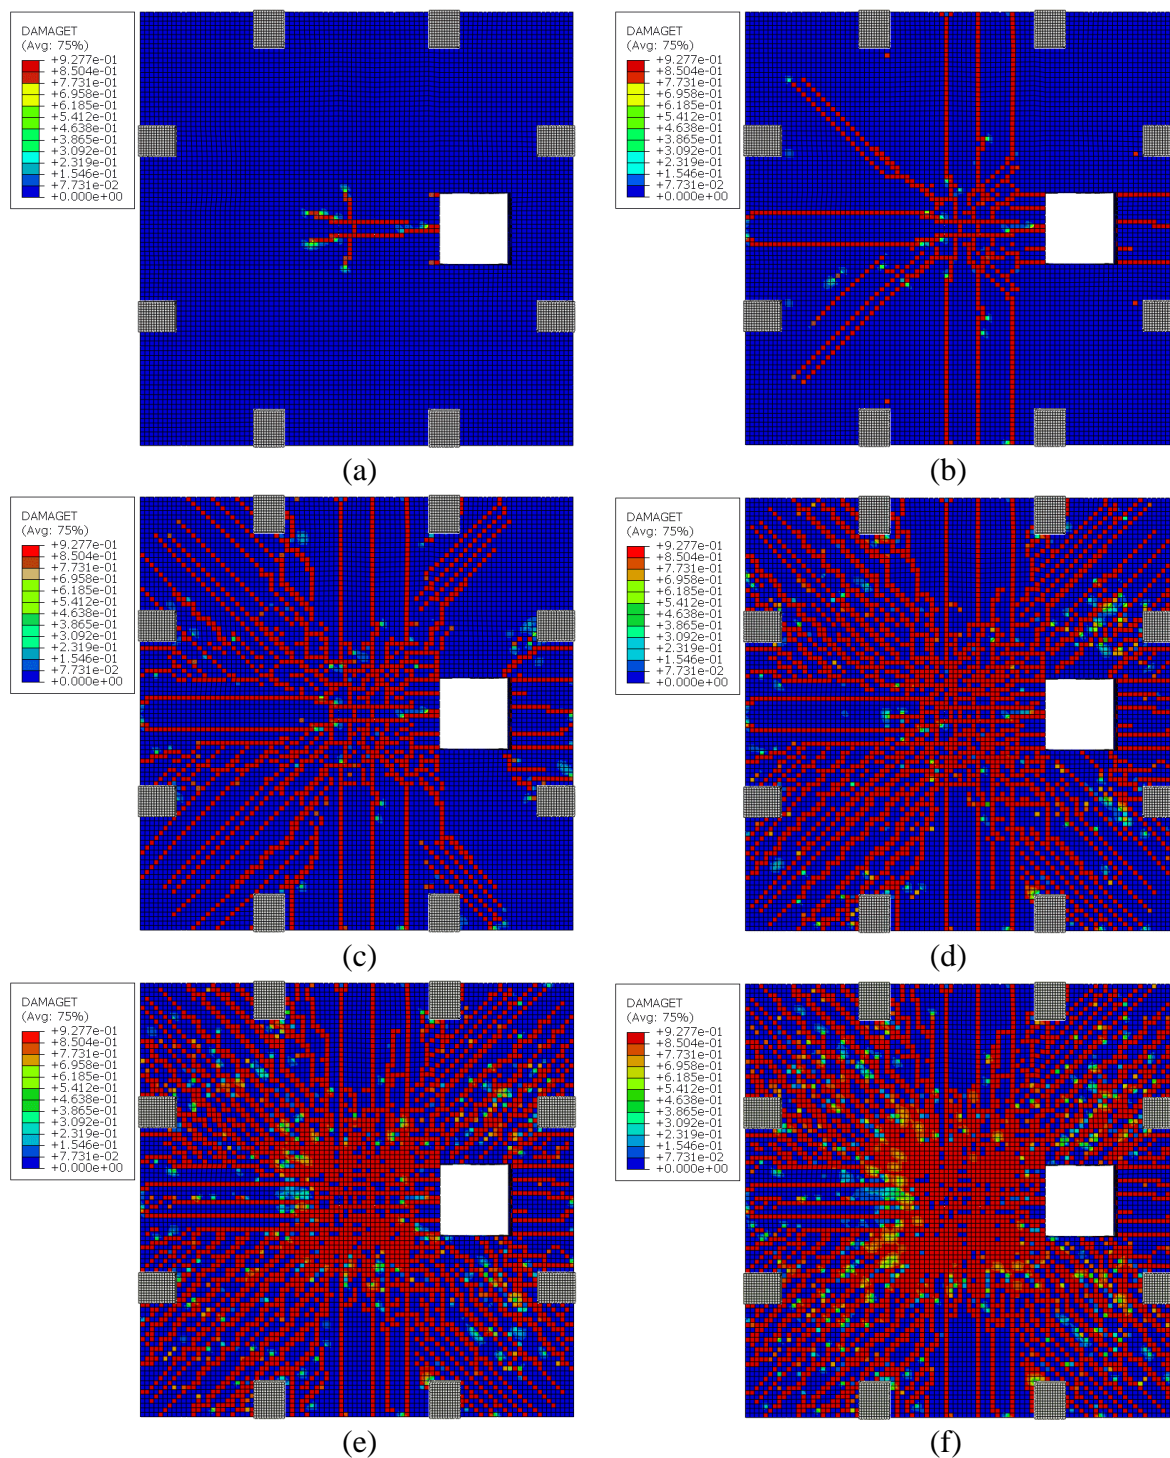 DAMAGET
(Avg: 75%)
+9.277e-01
+8.504e-01
+7.731e-01
+6.958e-01
+6.185e-01
+5.412e-01
+4.638e-01
+3.865e-01
+3.092e-01
+2.319e-01
+1.546e-01
+7.731e-02
+0.000e+00
(a)
DAMAGET
(Avg: 75%)
+9.277e-01
+8.504e-01
+7.731e-01
+6.958e-01
+6.185e-01
+5.412e-01
+4.638e-01
+3.865e-01
+3.092e-01
+2.319e-01
+1.546e-01
+7.731e-02
+0.000e+00
(b)
DAMAGET
(Avg: 75%)
+9.277e-01
+8.504e-01
+7.731e-01
+6.958e-01
+6.185e-01
+5.412e-01
+4.638e-01
+3.865e-01
+3.092e-01
+2.319e-01
+1.546e-01
+7.731e-02
+0.000e+00
(c)
DAMAGET
(Avg: 75%)
+9.277e-01
+8.504e-01
+7.731e-01
+6.958e-01
+6.185e-01
+5.412e-01
+4.638e-01
+3.865e-01
+3.092e-01
+2.319e-01
+1.546e-01
+7.731e-02
+0.000e+00
(d)
DAMAGET
(Avg: 75%)
+9.277e-01
+8.504e-01
+7.731e-01
+6.958e-01
+6.185e-01
+5.412e-01
+4.638e-01
+3.865e-01
+3.092e-01
+2.319e-01
+1.546e-01
+7.731e-02
+0.000e+00
(e)
DAMAGET
(Avg: 75%)
+9.277e-01
+8.504e-01
+7.731e-01
+6.958e-01
+6.185e-01
+5.412e-01
+4.638e-01
+3.865e-01
+3.092e-01
+2.319e-01
+1.546e-01
+7.731e-02
+0.000e+00
(f)